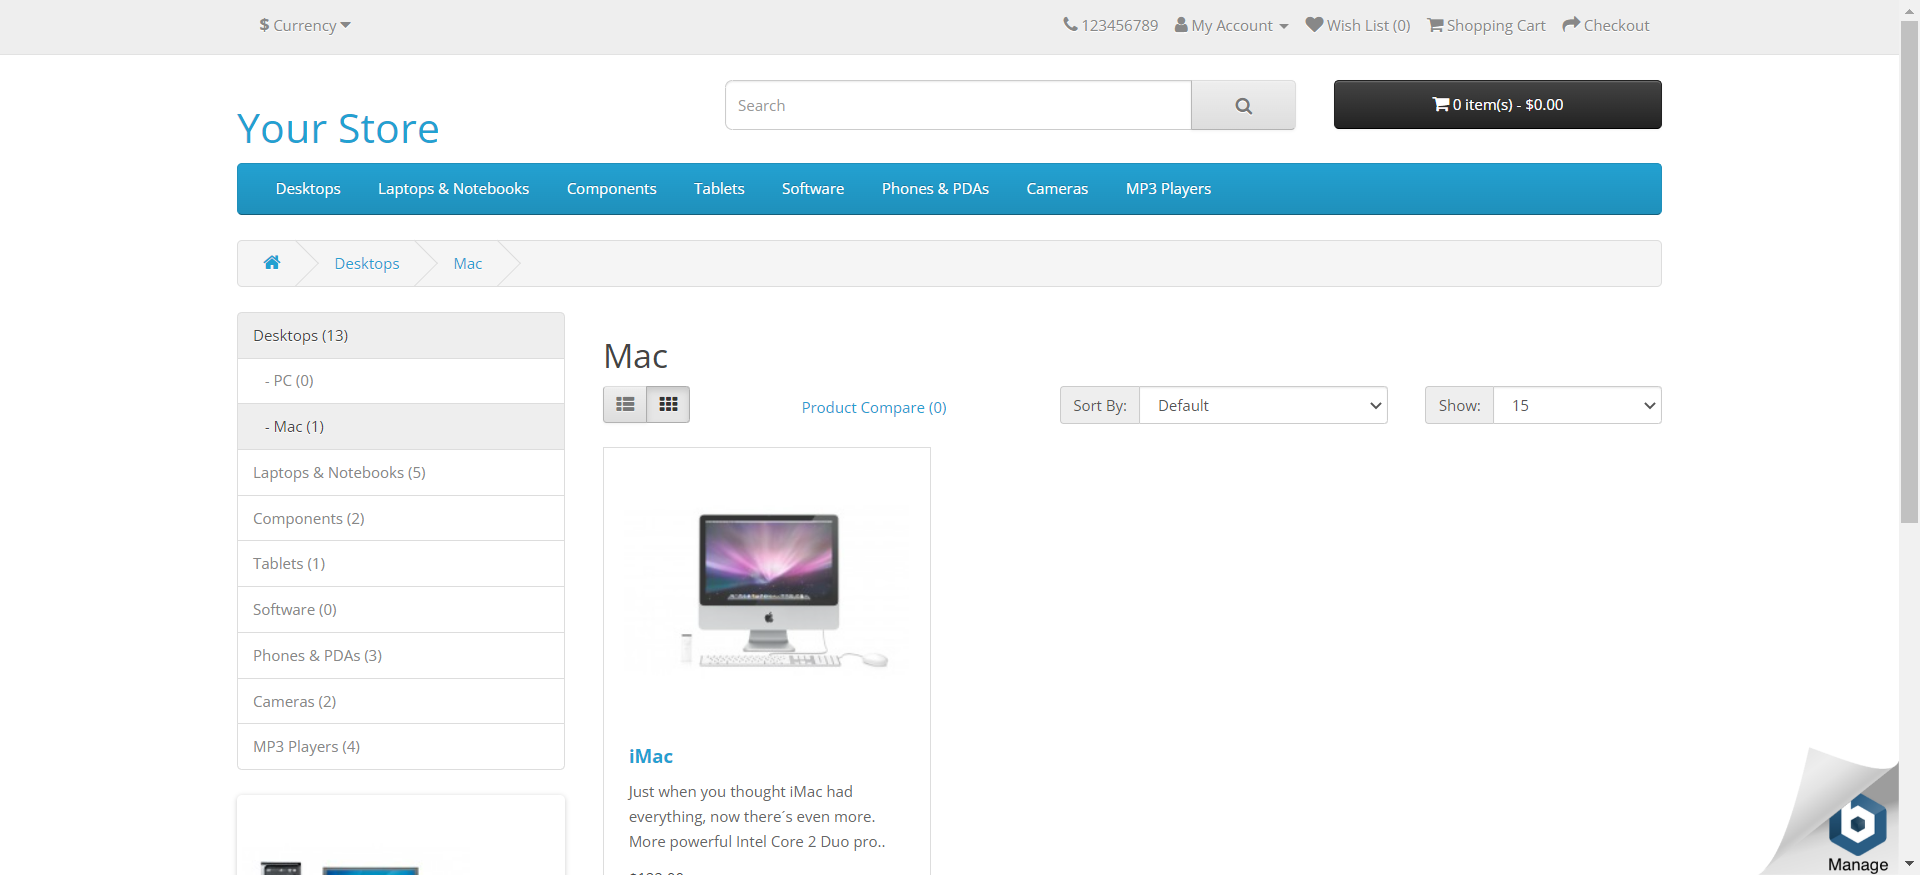 $ Currency
123456789 My Account Wish List (0) Shopping Cart Checkout
Your Store
Search
0 item(s) - $0.00
Desktops Laptops & Notebooks Components Tablets Software Phones & PDAs Cameras MP3 Players
Desktops Mac
Desktops (13)
- PC (0)
- Mac (1)
Laptops & Notebooks (5)
Components (2)
Tablets (1)
Software (0)
Phones & PDAs (3)
Cameras (2)
MP3 Players (4)
Mac
Product Compare (0)
Sort By: Default
Show: 15
iMac
Just when you thought iMac had
everything, now there´s even more.
More powerful Intel Core 2 Duo pro..
b
Manage